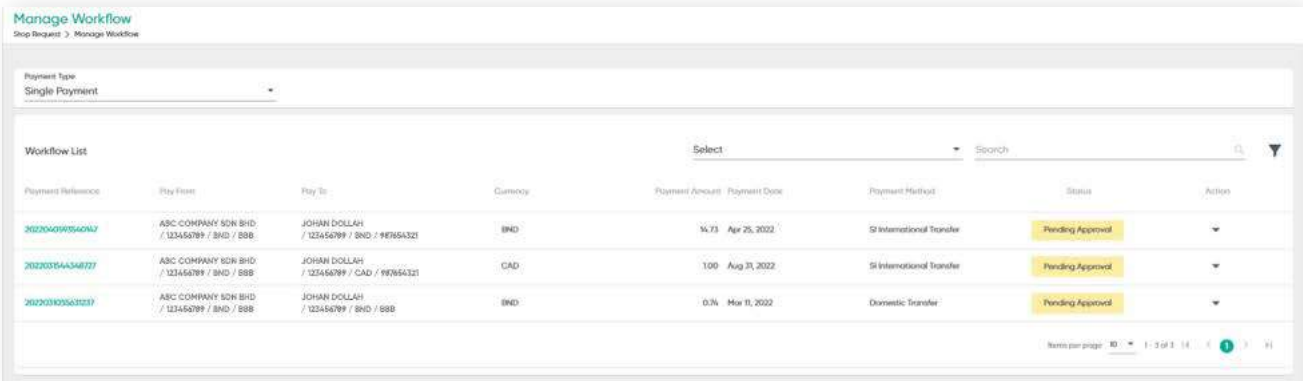 Manage Workflow
Stop Request > Manage Workflow
Payment Type
Single Payment
Workflow List
Select
Search
Payment Reference Pay From Pay To Currency Payment Amount Payment Date Payment Method Status Action
ABC COMPANY SDN BHD JOHAN DOLLAH
/ 123456789 / BND / BBB / 123456789 / BND / 987654321
BND 14.73 Apr 25, 2022 SI International Transfer Pending Approval
ABC COMPANY SDN BHD JOHAN DOLLAH
/ 123456789 / BND / BBB / 123456789 / CAD / 987654321
CAD 1.00 Aug 31, 2022 SI International Transfer Pending Approval
ABC COMPANY SDN BHD JOHAN DOLLAH
/ 123456789 / BND / BBB / 123456789 / BND / BBB
BND Mar 11, 2022 Domestic Transfer Pending Approval
Items per page 10 1 - 3 of 3 1